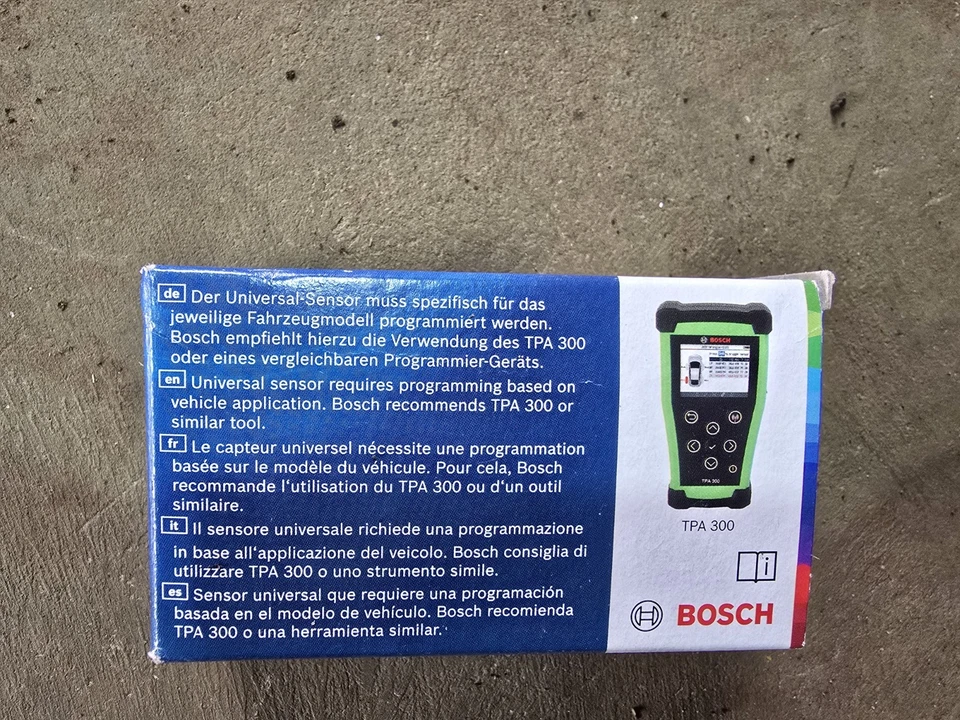 de Der Universal-Sensor muss spezifisch für das
jeweilige Fahrzeugmodell programmiert werden.
Bosch empfiehlt hierzu die Verwendung des TPA 300
oder eines vergleichbaren Programmier-Geräts.
en Universal sensor requires programming based on
vehicle application. Bosch recommends TPA 300 or
similar tool.
fr Le capteur universel nécessite une programmation
basée sur le modèle du véhicule. Pour cela, Bosch
recommande l'utilisation du TPA 300 ou d'un outil
similaire.
it Il sensore universale richiede una programmazione
in base all'applicazione del veicolo. Bosch consiglia di
utilizzare TPA 300 o uno strumento simile.
es Sensor universal que requiere una programación
basada en el modelo de vehículo. Bosch recomienda
TPA 300 o una herramienta similar.
BOSCH
TPA 300
TPA 300
i
BOSCH